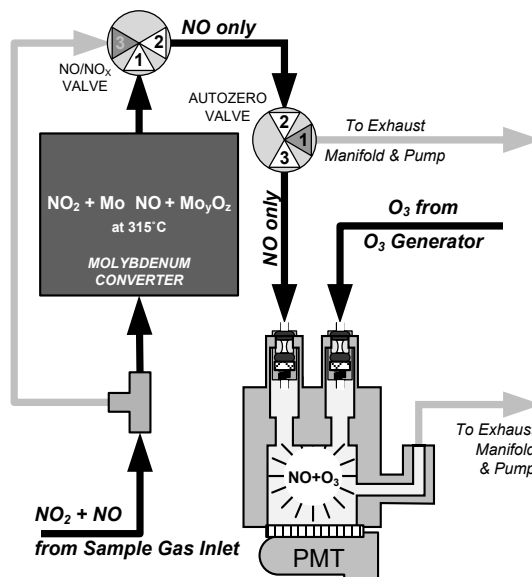 NO only
3
2
1
NO/NOX
VALVE
AUTOZERO
VALVE
2
1
3
To Exhaust
Manifold & Pump
NO2 + Mo NO + MoyOz
at 315˚C
MOLYBDENUM
CONVERTER
NO only
O3 from
O3 Generator
NO+O3
To Exhaust
Manifold
& Pump
NO2 + NO
from Sample Gas Inlet
PMT